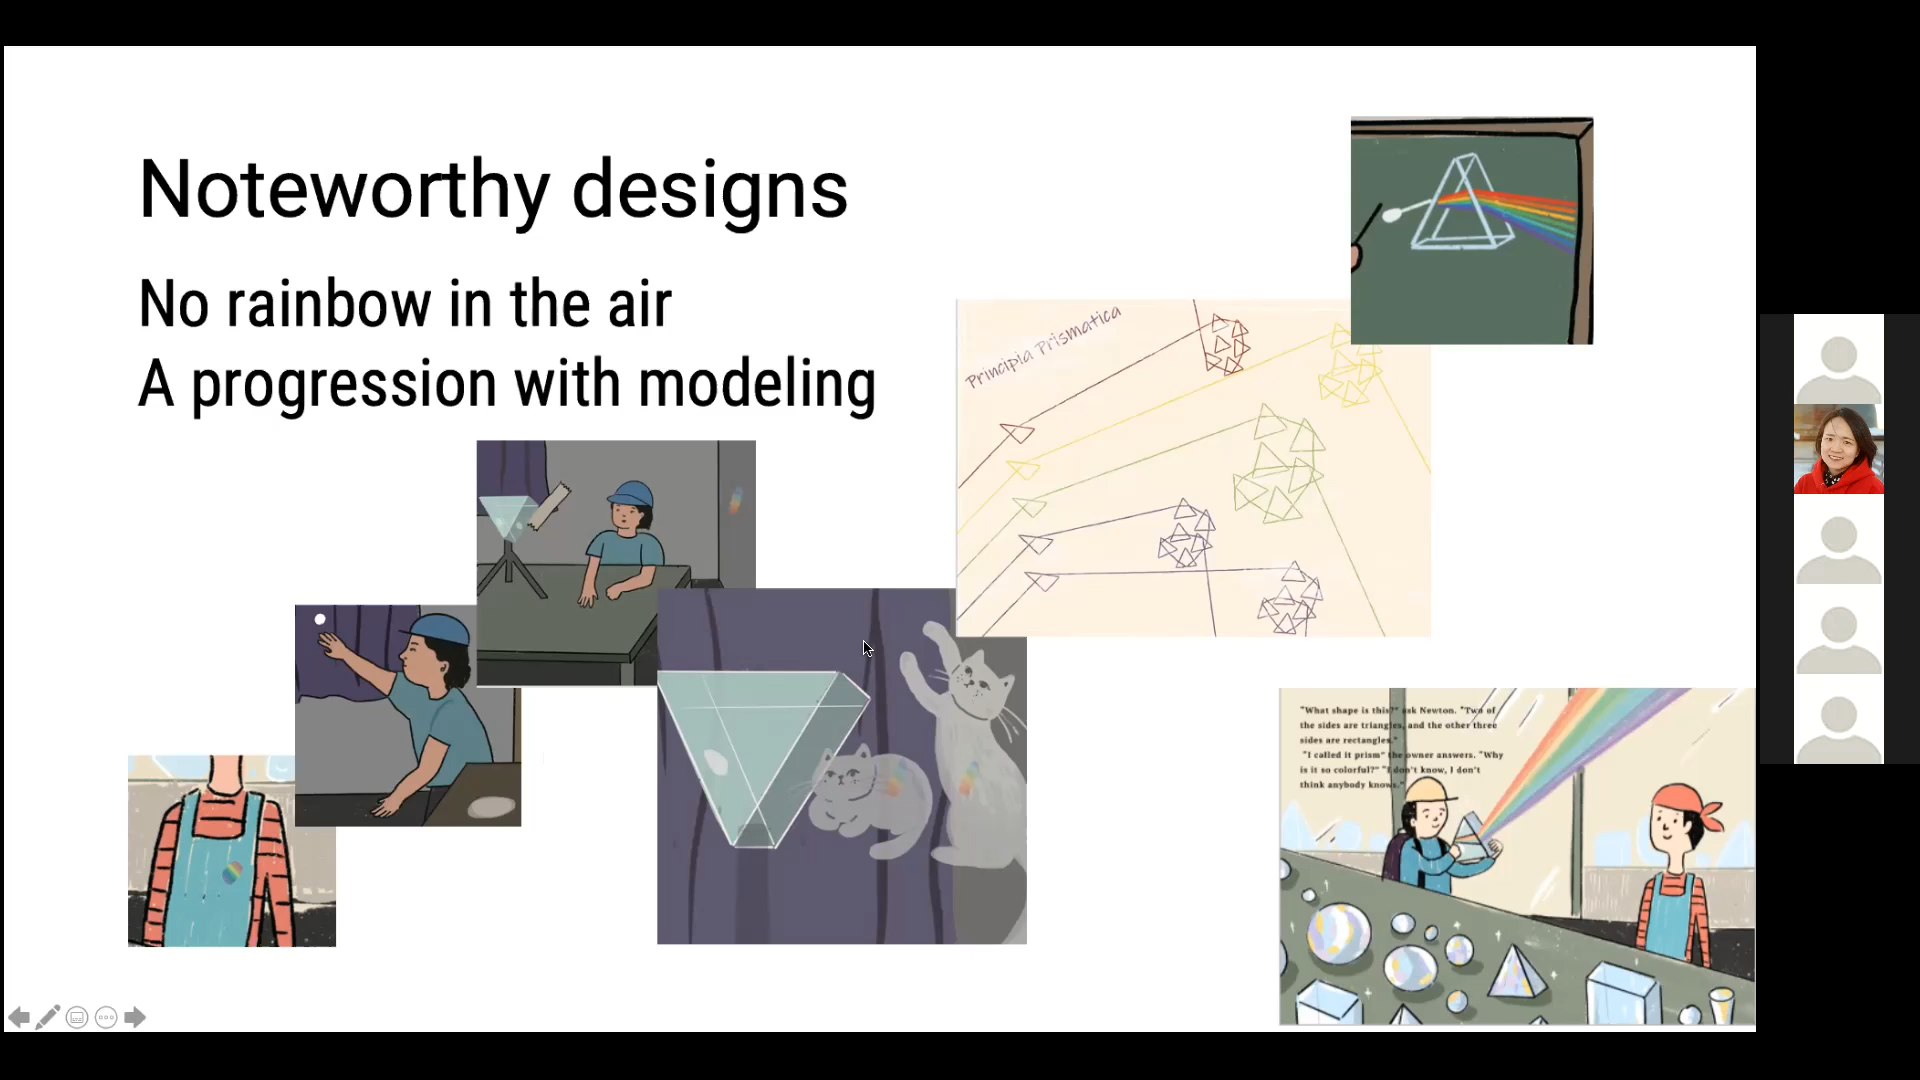 Noteworthy designs
No rainbow in the air
A progression with modeling
Principia Prismatica
"What shape is this?" ask Newton. "Two of
the sides are triangles, and the other three
sides are rectangles."
"I called it prism" the owner answers. "Why
is it so colorful?" "I don't know, I don't
think anybody knows."